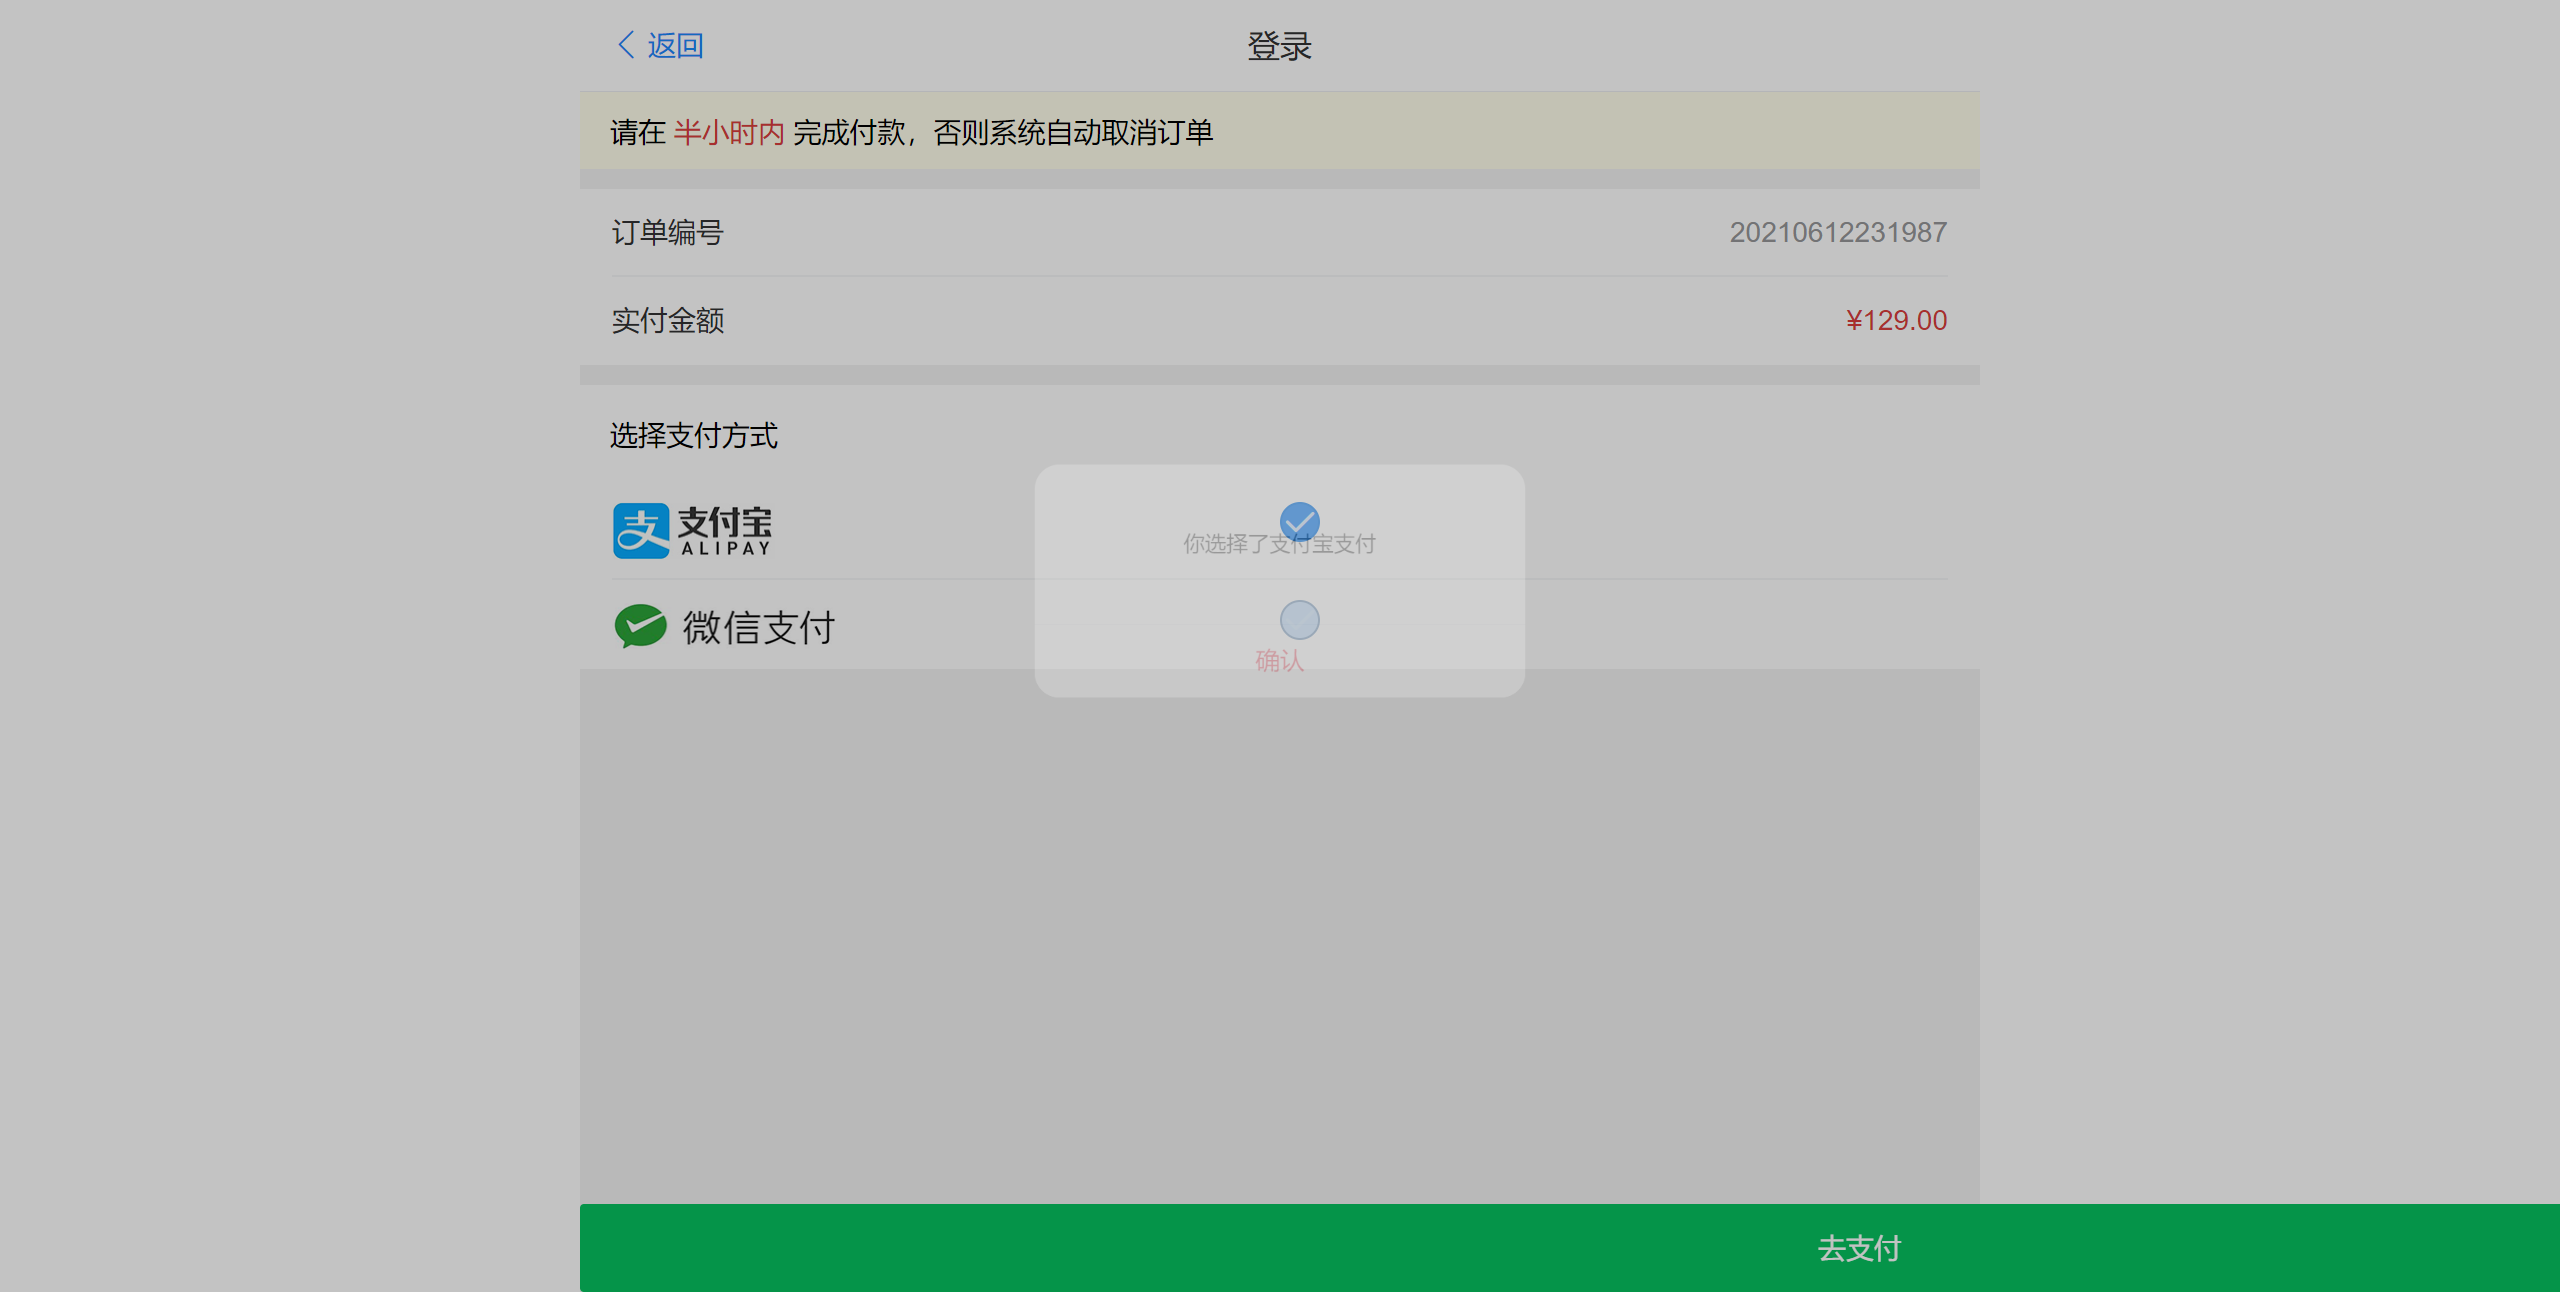 返回
登录
请在 半小时内 完成付款，否则系统自动取消订单
订单编号
20210612231987
实付金额
¥129.00
选择支付方式
支 支付宝
ALIPAY
你选择了支付宝支付
微信支付
确认
去支付